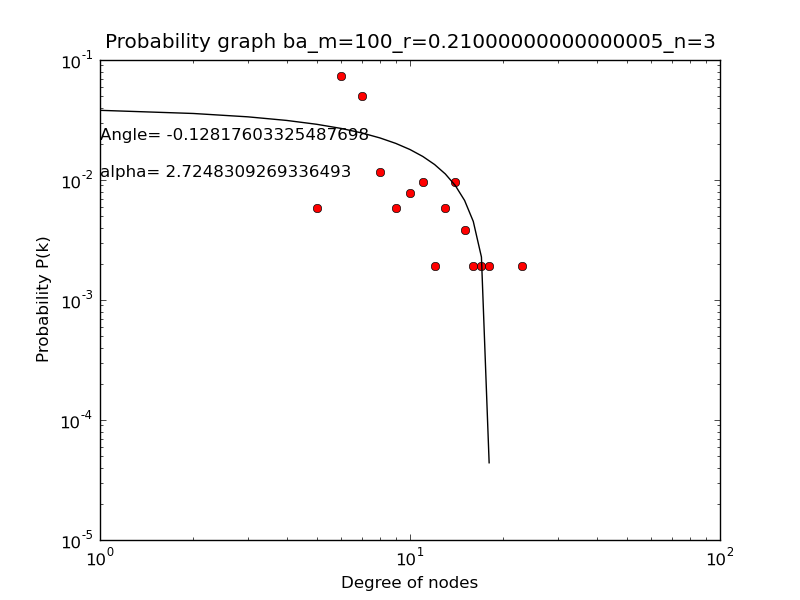 Probability graph ba_m=100_r=0.21000000000000005_n=3
10^-1
Angle= -0.12817603325487698
alpha= 2.7248309269336493
10^-2
Probability P(k)
10^-3
10^-4
10^-5
10^0 10^1 10^2
Degree of nodes